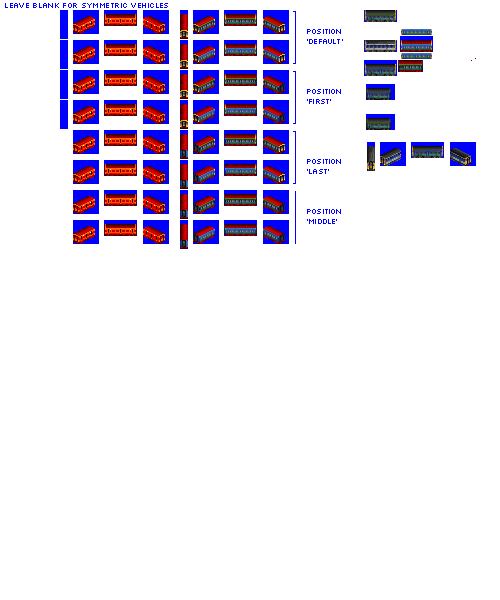 LEAVE BLANK FOR SYMMETRIC VEHICLES
POSITION
'DEFAULT'
POSITION
'FIRST'
POSITION
'LAST'
POSITION
'MIDDLE'